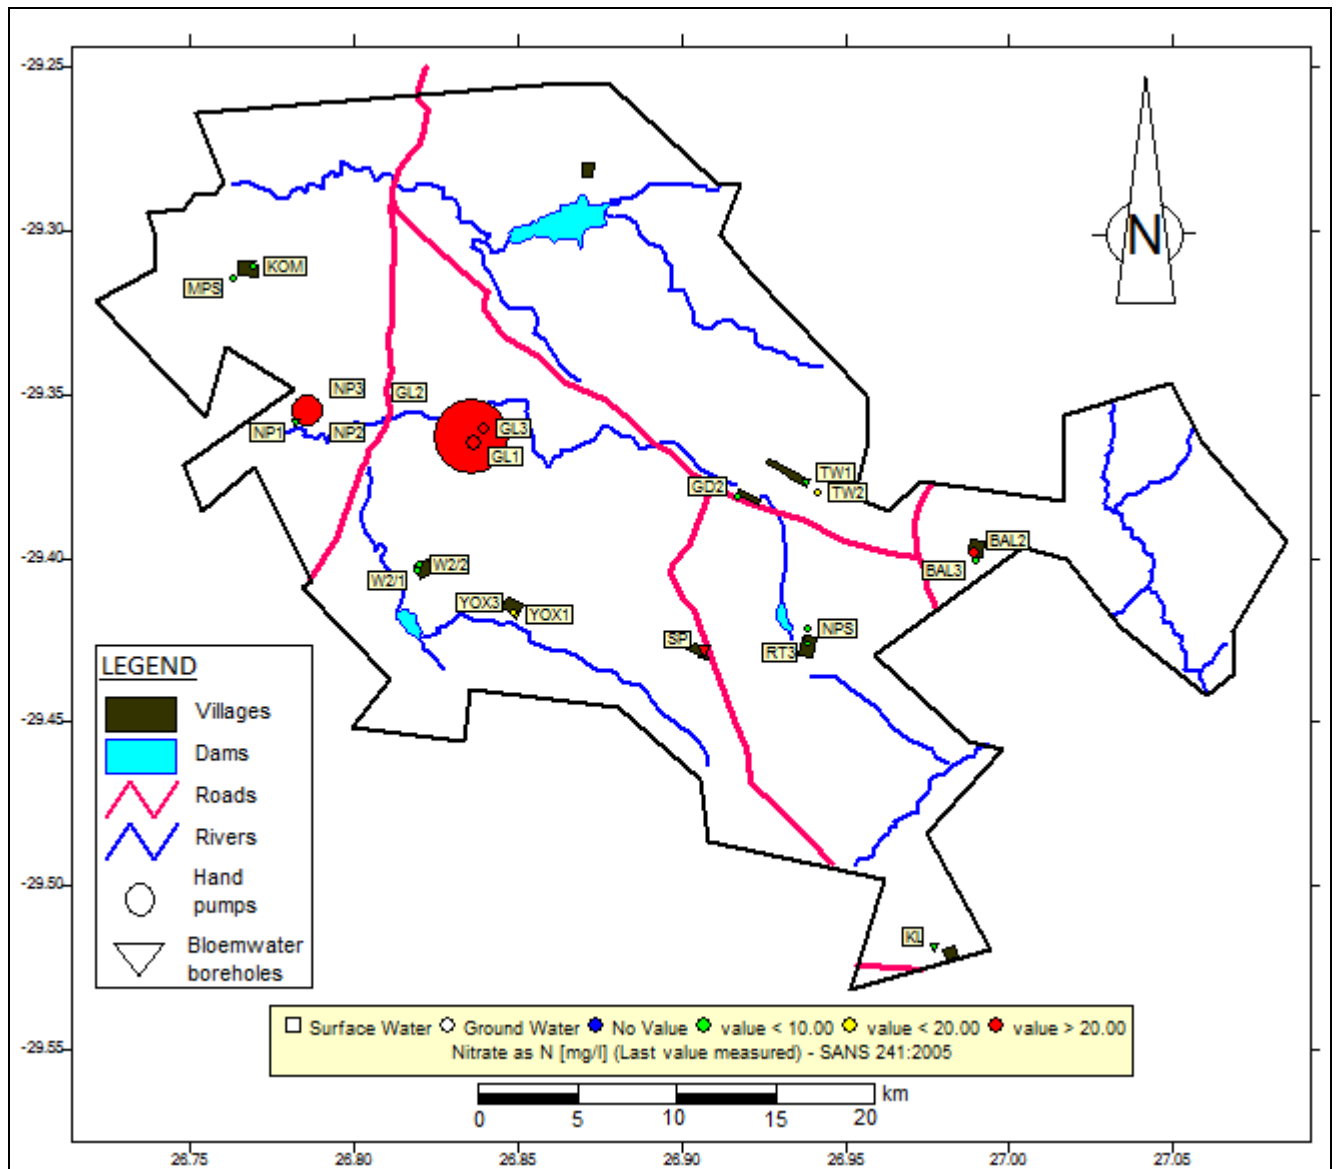 -29.25
-29.30
-29.35
-29.40
-29.45
-29.50
-29.55
N
KOM
MPS
NP3
GL2
NP1
NP2
GL3
GL1
TW1
GD2
TW2
BAL2
BAL3
W2/2
W2/1
YOX3
YOX1
NPS
SP
RT3
KL
LEGEND
Villages
Dams
Roads
Rivers
Hand
pumps
Bloemwater
boreholes
Surface Water Ground Water No Value value < 10.00 value < 20.00 value > 20.00
Nitrate as N [mg/l] (Last value measured) - SANS 241:2005
km
0 5 10 15 20
26.75 26.80 26.85 26.90 26.95 27.00 27.05